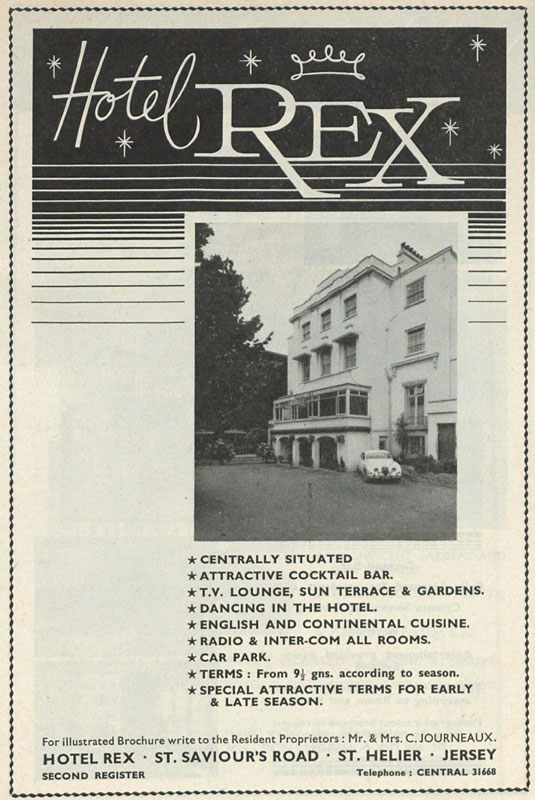 Hotel REX
★ CENTRALLY SITUATED
★ ATTRACTIVE COCKTAIL BAR.
★ T.V. LOUNGE, SUN TERRACE & GARDENS.
★ DANCING IN THE HOTEL.
★ ENGLISH AND CONTINENTAL CUISINE.
★ RADIO & INTER-COM ALL ROOMS.
★ CAR PARK.
★ TERMS : From 9½ gns. according to season.
★ SPECIAL ATTRACTIVE TERMS FOR EARLY
& LATE SEASON.
For illustrated Brochure write to the Resident Proprietors : Mr. & Mrs. C. JOURNEAUX.
HOTEL REX · ST. SAVIOUR'S ROAD · ST. HELIER · JERSEY
SECOND REGISTER Telephone : CENTRAL 31668